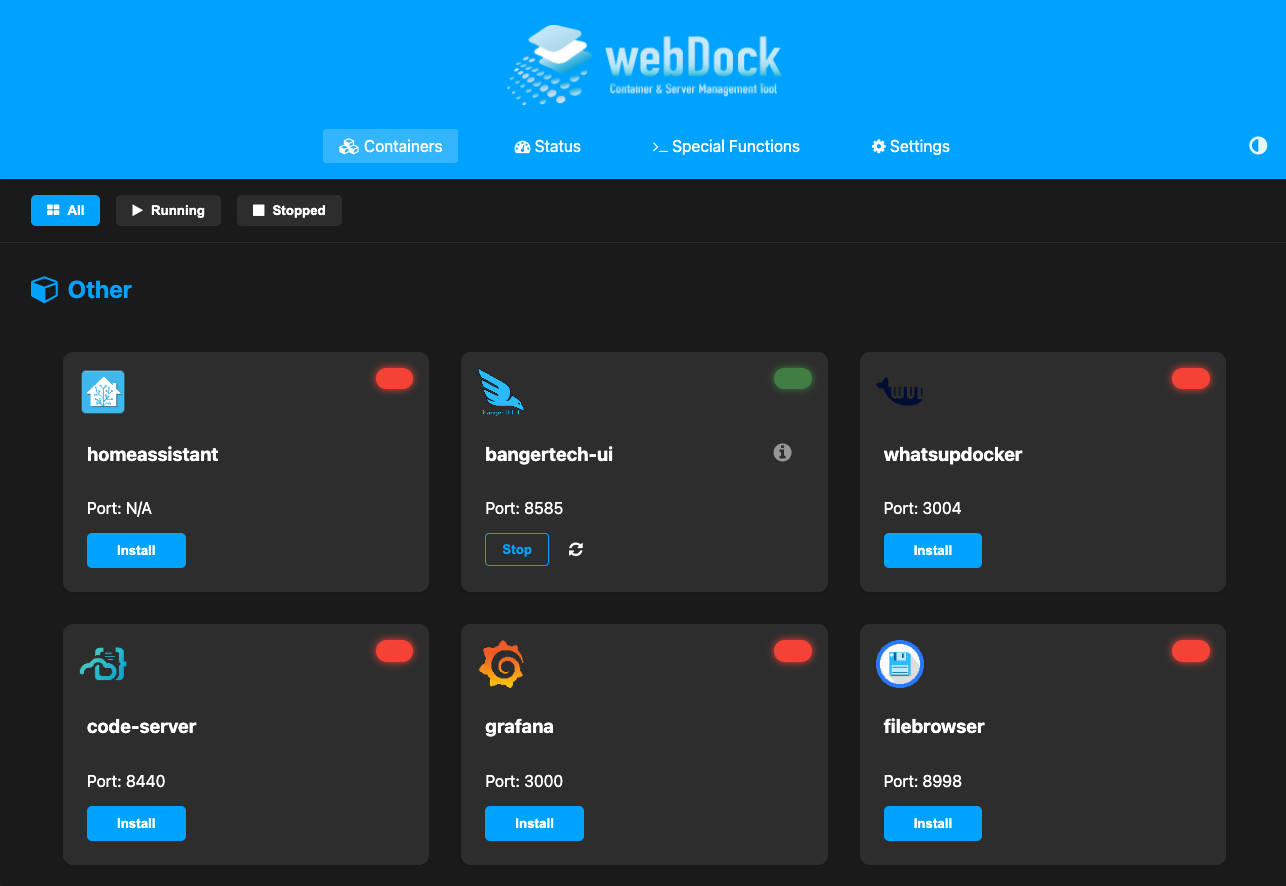 webDock
Container & Server Management Tool
Containers
Status
Special Functions
Settings
All
Running
Stopped
Other
homeassistant
Port: N/A
Install
bangertech-ui
Port: 8585
Stop
whatsupdocker
Port: 3004
Install
code-server
Port: 8440
Install
grafana
Port: 3000
Install
filebrowser
Port: 8998
Install